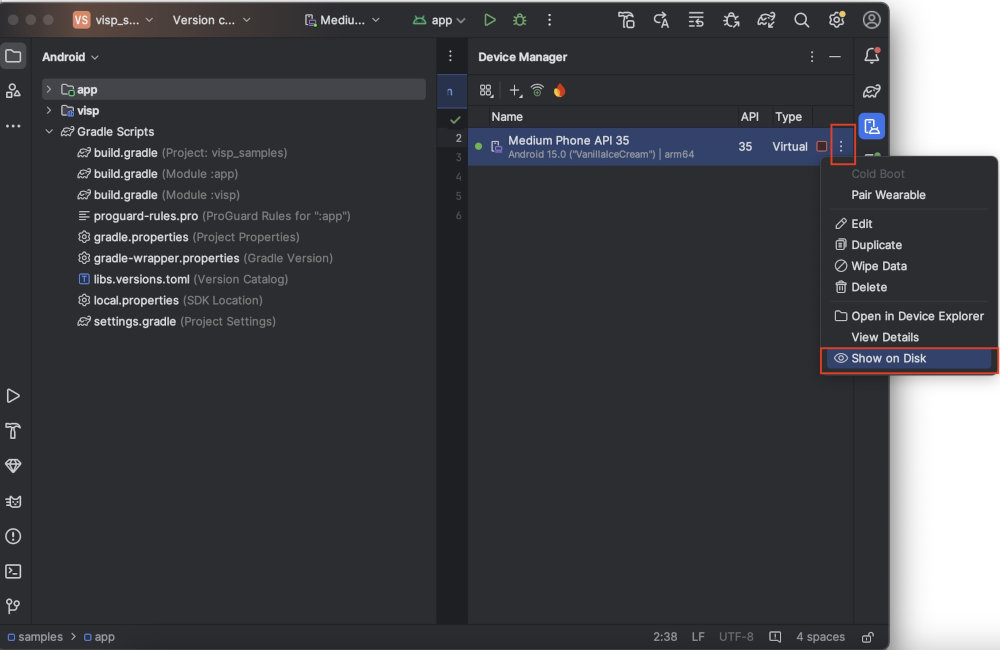 VS visp_s... Version c... Mediu... app
Android
Device Manager
app
visp
Gradle Scripts
build.gradle (Project: visp_samples)
build.gradle (Module :app)
build.gradle (Module :visp)
proguard-rules.pro (ProGuard Rules for ":app")
gradle.properties (Project Properties)
gradle-wrapper.properties (Gradle Version)
T libs.versions.toml (Version Catalog)
local.properties (SDK Location)
settings.gradle (Project Settings)
n
2
3
4
5
6
Name API Type
Medium Phone API 35 35 Virtual
Android 15.0 ("VanillaIceCream") | arm64
Cold Boot
Pair Wearable
Edit
Duplicate
Wipe Data
Delete
Open in Device Explorer
View Details
Show on Disk
samples > app 2:38 LF UTF-8 4 spaces